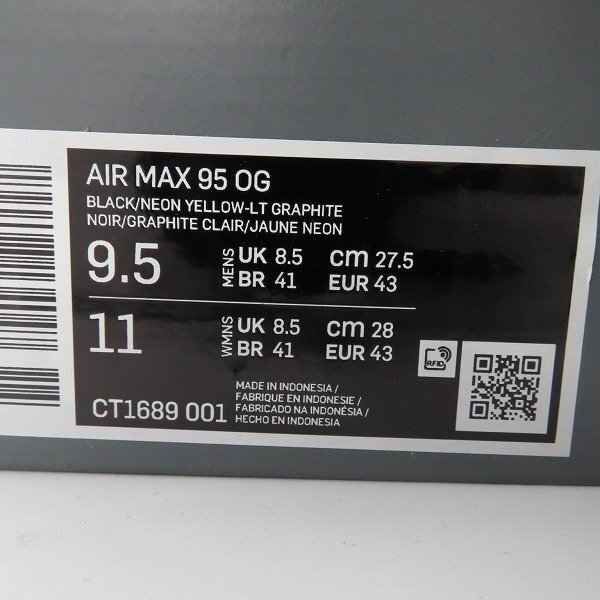 AIR MAX 95 OG
BLACK/NEON YELLOW-LT GRAPHITE
NOIR/GRAPHITE CLAIR/JAUNE NEON
9.5 MENS UK 8.5 cm 27.5
BR 41 EUR 43
11 WMNS UK 8.5 cm 28
BR 41 EUR 43
RFID
MADE IN INDONESIA /
FABRIQUE EN INDONESIE /
FABRICADO NA INDONÉSIA /
HECHO EN INDONESIA
CT1689 001